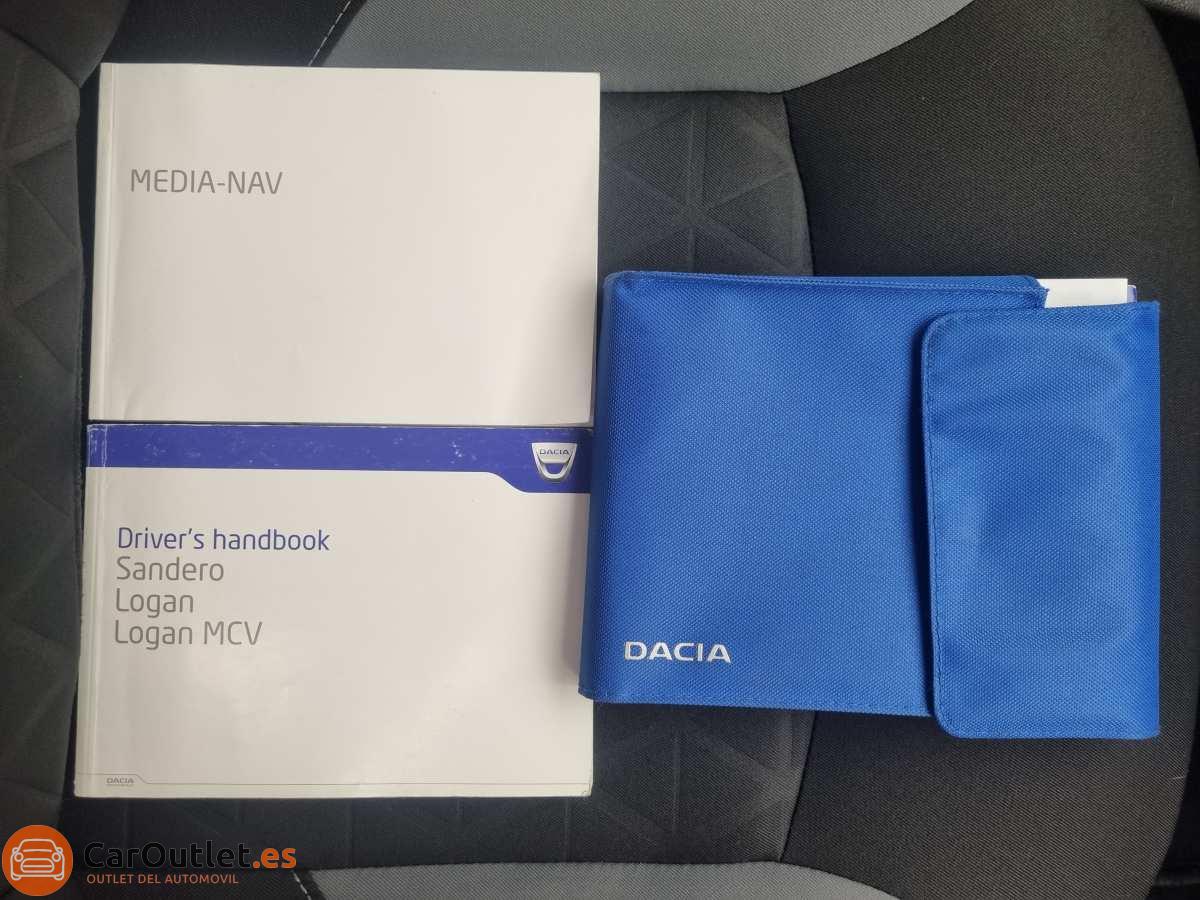 MEDIA-NAV
DACIA
Driver's handbook
Sandero
Logan
Logan MCV
DACIA
DACIA
CarOutlet.es
OUTLET DEL AUTOMOVIL